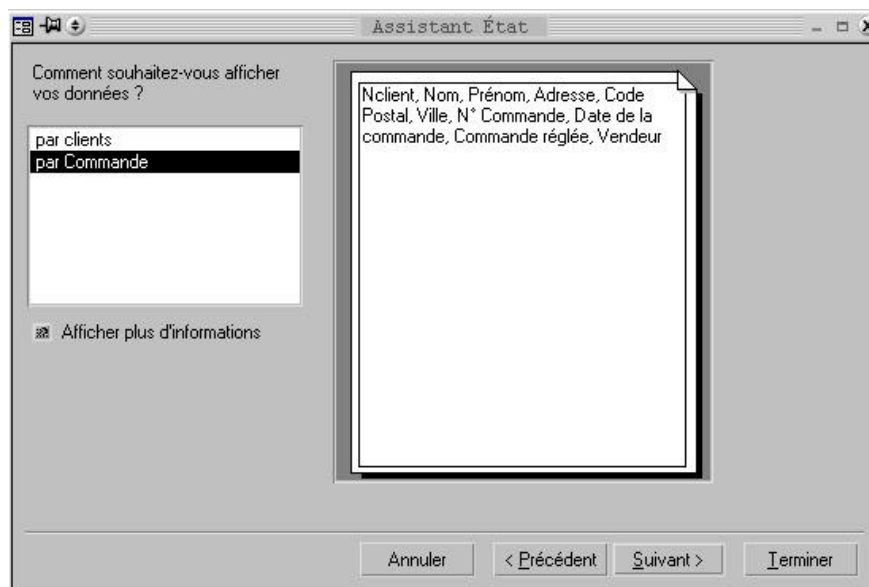 Assistant État
Comment souhaitez-vous afficher
vos données ?
par clients
par Commande
Afficher plus d'informations
Nclient, Nom, Prénom, Adresse, Code
Postal, Ville, N° Commande, Date de la
commande, Commande réglée, Vendeur
Annuler
< Précédent
Suivant >
Terminer